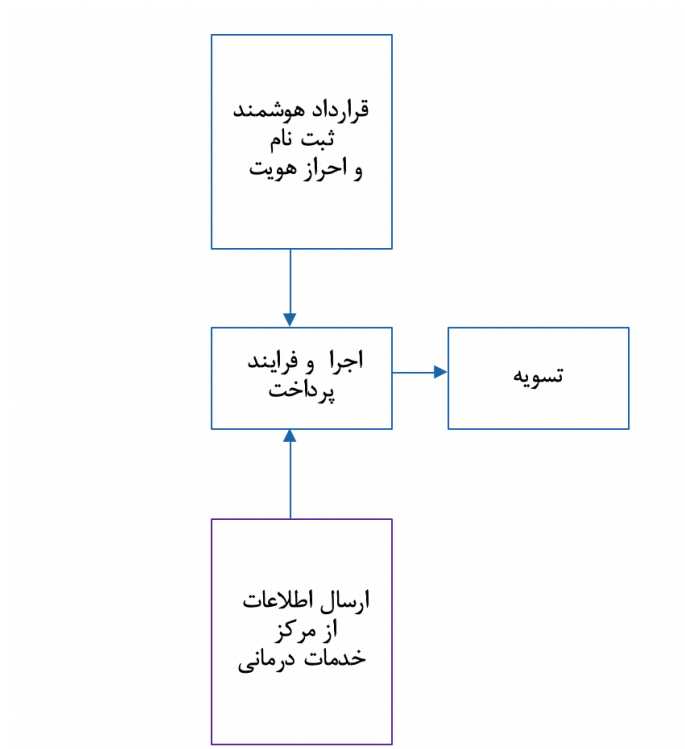 قرارداد هوشمند
ثبت نام
و احراز هویت
اجرا و فرایند
پرداخت
تسویه
ارسال اطلاعات
از مرکز
خدمات درمانی